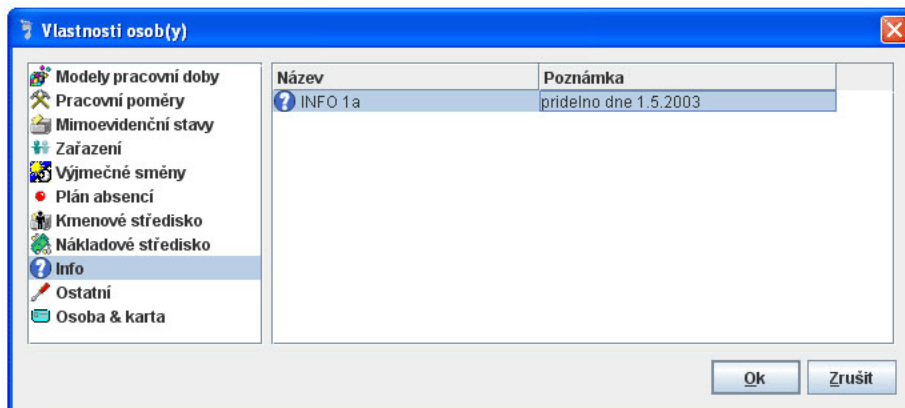 Vlastnosti osob(y)
Modely pracovní doby
Pracovní poměry
Mimoevidenční stavy
Zařazení
Výjmečné směny
Plán absencí
Kmenové středisko
Nákladové středisko
Info
Ostatní
Osoba & karta
Název Poznámka
INFO 1a pridelno dne 1.5.2003
Ok Zrušit